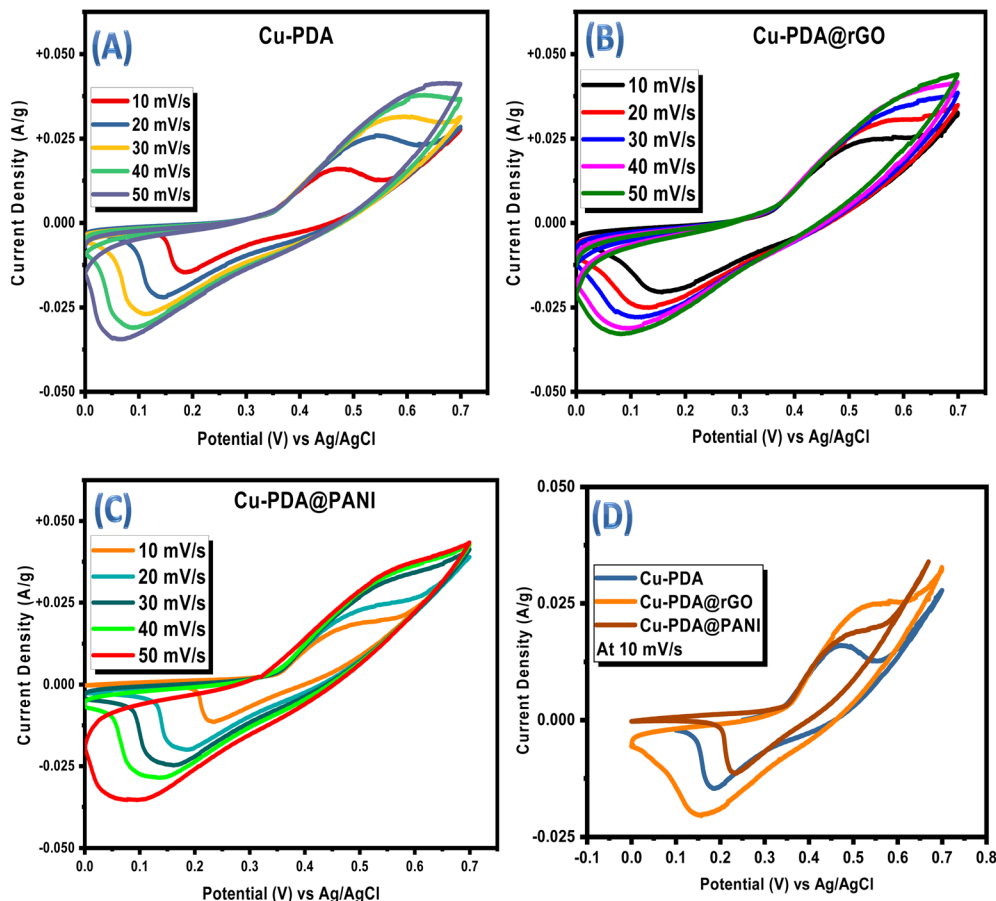 (A)
Cu-PDA
10 mV/s
20 mV/s
30 mV/s
40 mV/s
50 mV/s
+0.050
+0.025
0.000
-0.025
-0.050
Current Density (A/g)
0.0 0.1 0.2 0.3 0.4 0.5 0.6 0.7
Potential (V) vs Ag/AgCl
(B)
Cu-PDA@rGO
10 mV/s
20 mV/s
30 mV/s
40 mV/s
50 mV/s
+0.050
+0.025
0.000
-0.025
-0.050
Current Density (A/g)
0.0 0.1 0.2 0.3 0.4 0.5 0.6 0.7
Potential (V) vs Ag/AgCl
(C)
Cu-PDA@PANI
10 mV/s
20 mV/s
30 mV/s
40 mV/s
50 mV/s
+0.050
+0.025
0.000
-0.025
-0.050
Current Density (A/g)
0.0 0.1 0.2 0.3 0.4 0.5 0.6 0.7
Potential (V) vs Ag/AgCl
(D)
Cu-PDA
Cu-PDA@rGO
Cu-PDA@PANI
At 10 mV/s
0.050
0.025
0.000
-0.025
Current Density (A/g)
-0.1 0.0 0.1 0.2 0.3 0.4 0.5 0.6 0.7 0.8
Potential (V) vs Ag/AgCl